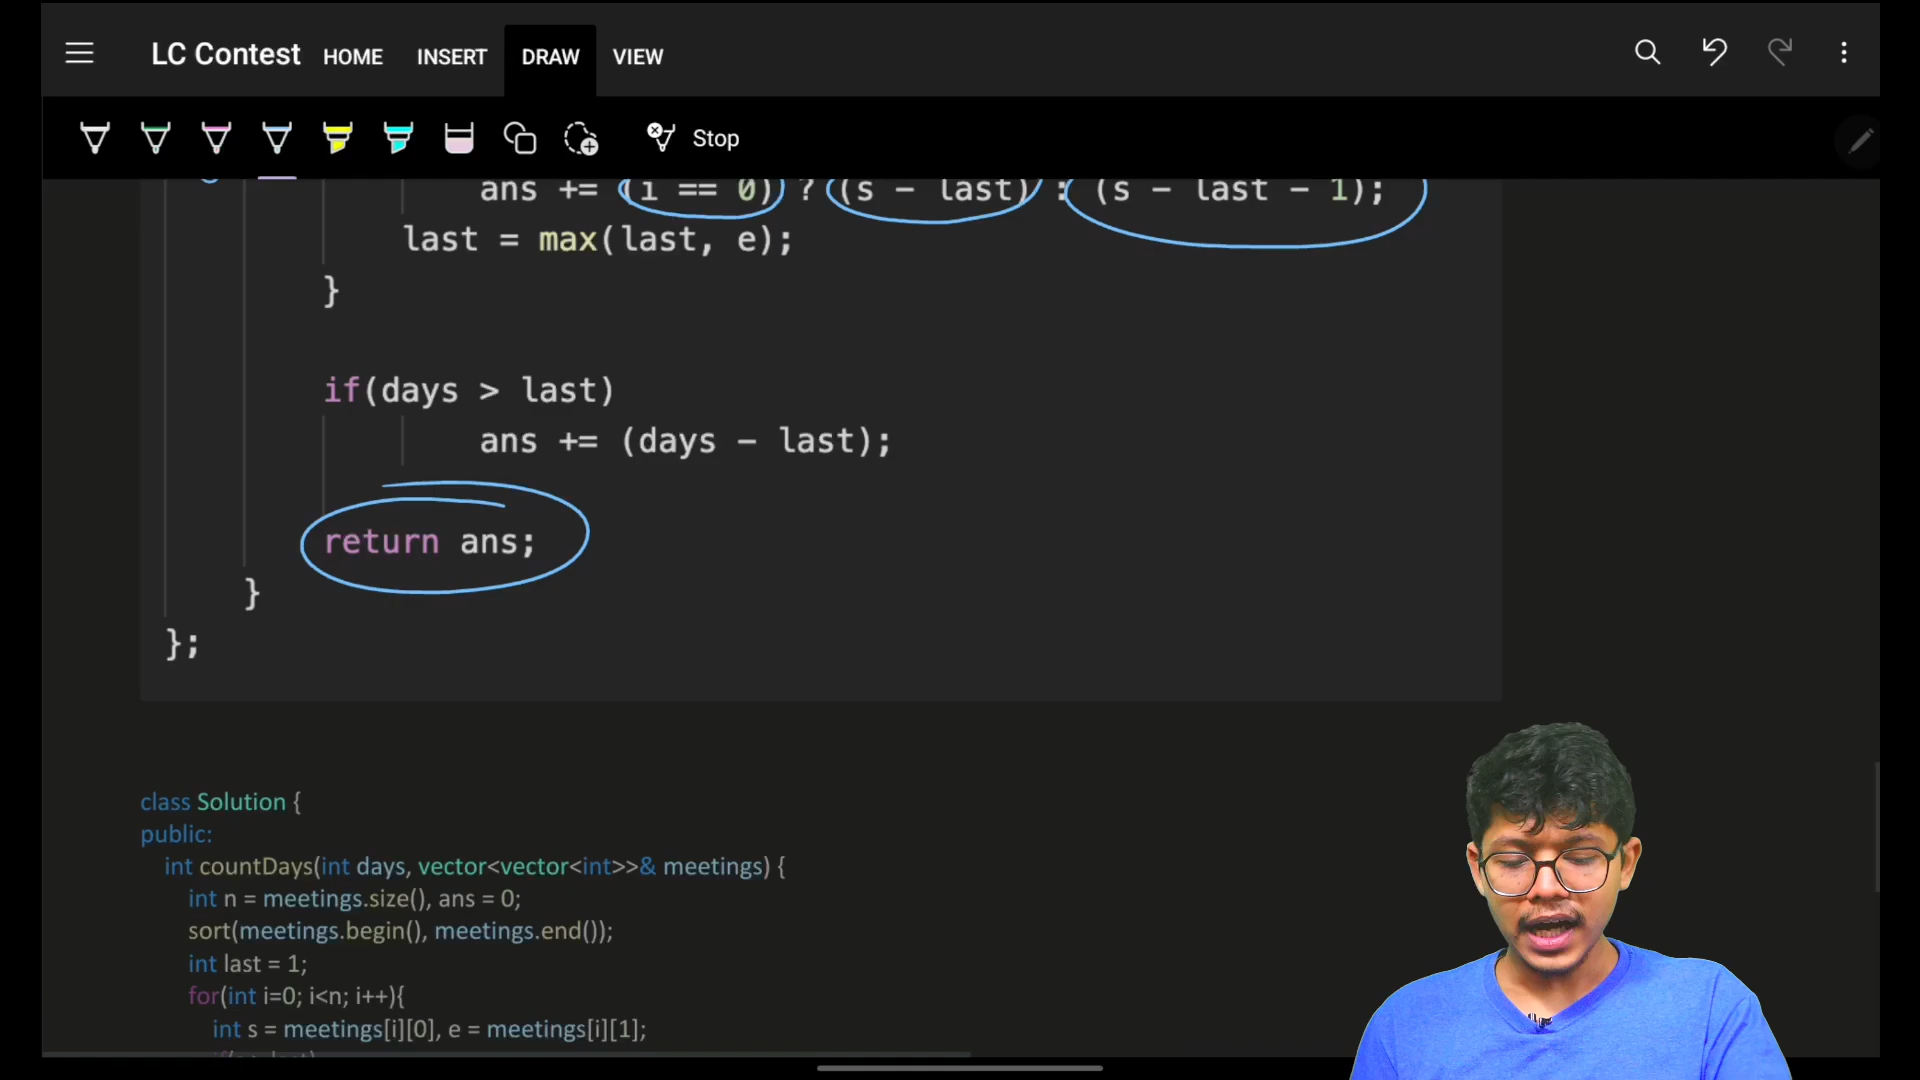 LC Contest HOME INSERT DRAW VIEW
Stop
ans += (i == 0) ? (s - last) : (s - last - 1);
last = max(last, e);
}
if(days > last)
ans += (days - last);
return ans;
}
};
class Solution {
public:
int countDays(int days, vector<vector<int>>& meetings) {
int n = meetings.size(), ans = 0;
sort(meetings.begin(), meetings.end());
int last = 1;
for(int i=0; i<n; i++){
int s = meetings[i][0], e = meetings[i][1];